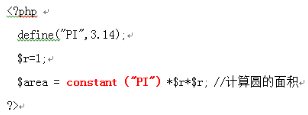 <?php
define("PI",3.14);
$r=1;
$area = constant ("PI") *$r*$r; //计算圆的面积
?>